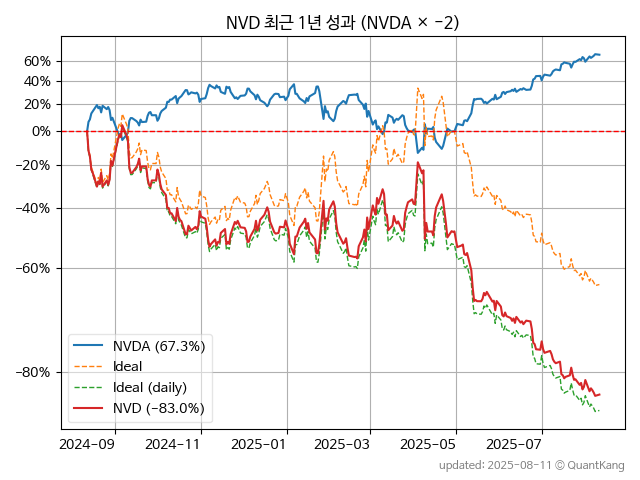 NVD 최근 1년 성과 (NVDA × −2)
60%
40%
20%
0%
−20%
−40%
−60%
−80%
NVDA (67.3%)
Ideal
Ideal (daily)
NVD (−83.0%)
2024-09 2024-11 2025-01 2025-03 2025-05 2025-07
updated: 2025-08-11 © QuantKang